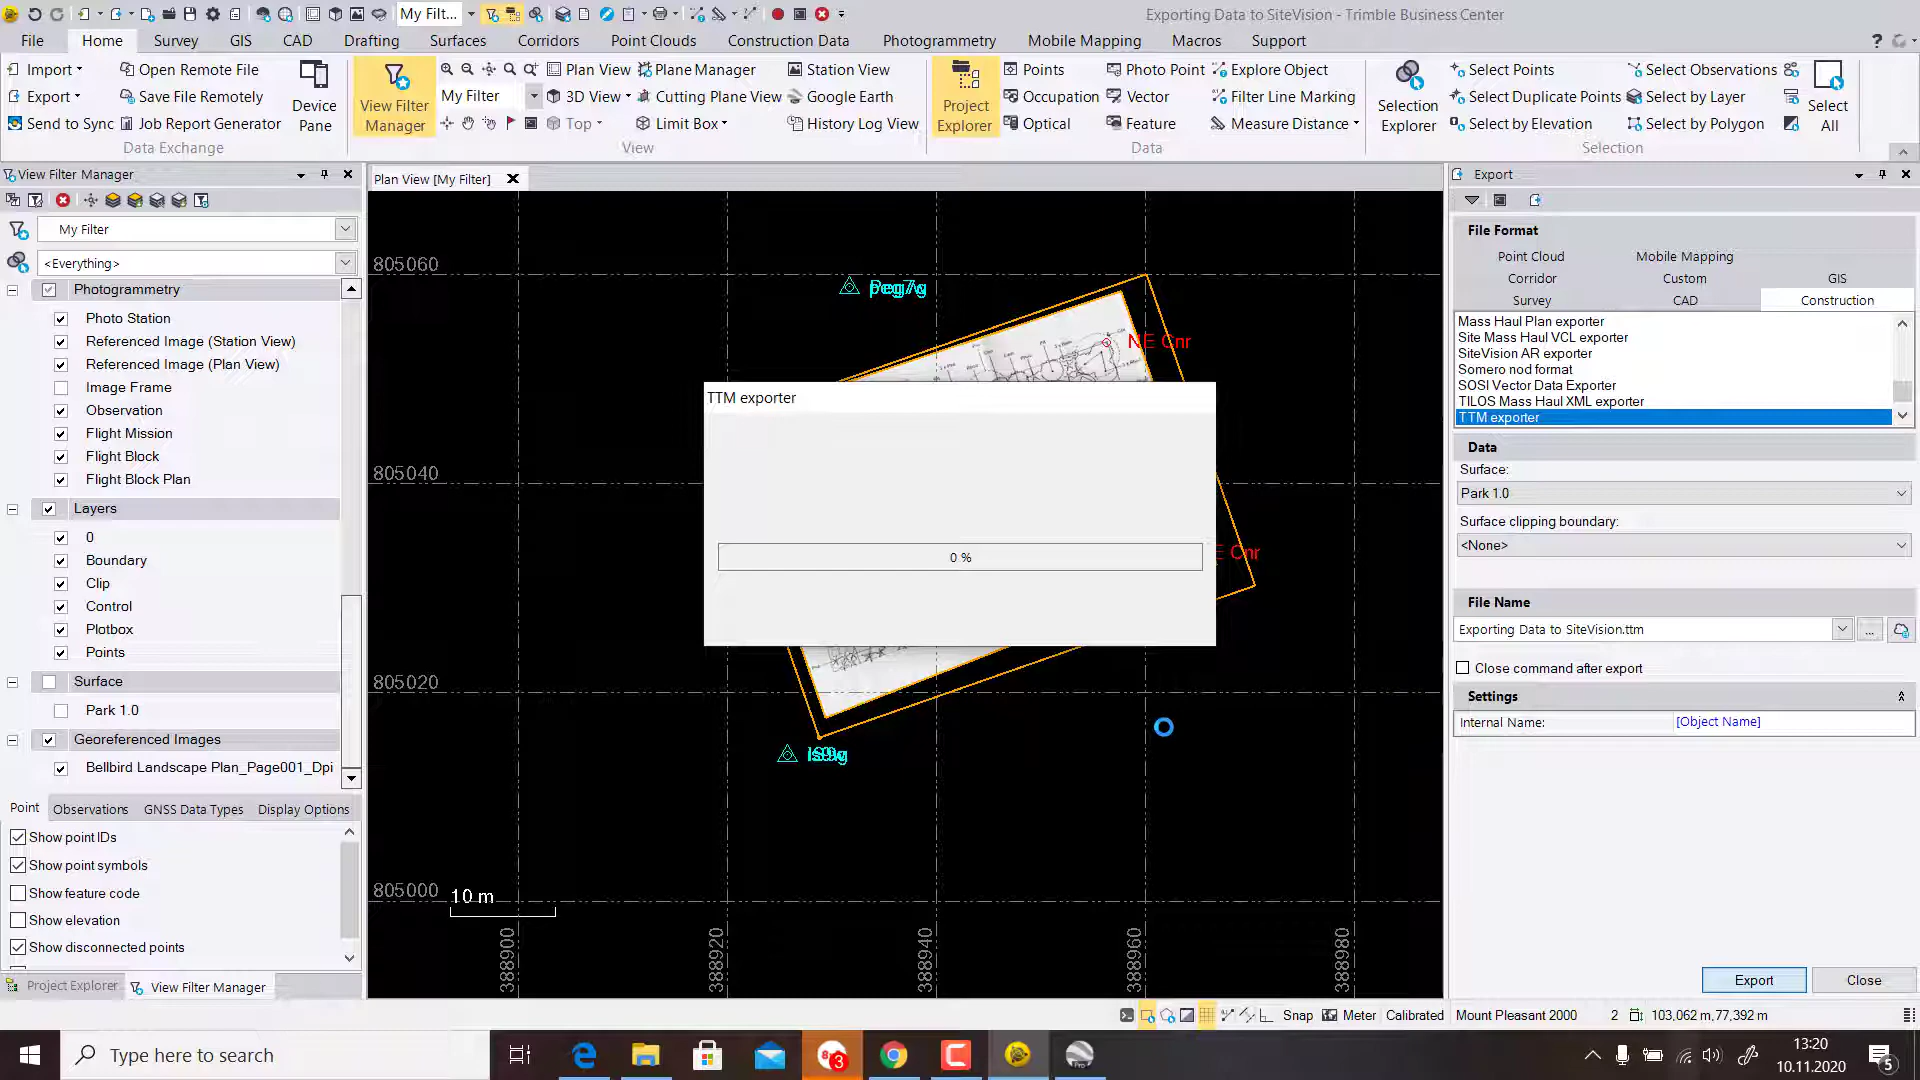 My Filt...
Exporting Data to SiteVision - Trimble Business Center
File Home Survey GIS CAD Drafting Surfaces Corridors Point Clouds Construction Data Photogrammetry Mobile Mapping Macros Support
Import
Export
Send to Sync
Open Remote File
Save File Remotely
Job Report Generator
Device
Pane
Data Exchange
View Filter
Manager
My Filter
Plan View
3D View
Top
Plane Manager
Cutting Plane View
Limit Box
Station View
Google Earth
History Log View
View
Project
Explorer
Points
Occupation
Optical
Photo Point
Vector
Feature
Explore Object
Filter Line Marking
Measure Distance
Data
Selection
Explorer
Select Points
Select Duplicate Points
Select by Elevation
Select Observations
Select by Layer
Select by Polygon
Select
All
Selection
View Filter Manager
My Filter
<Everything>
Photogrammetry
Photo Station
Referenced Image (Station View)
Referenced Image (Plan View)
Image Frame
Observation
Flight Mission
Flight Block
Flight Block Plan
Layers
0
Boundary
Clip
Control
Plotbox
Points
Surface
Park 1.0
Georeferenced Images
Bellbird Landscape Plan_Page001_Dpi
Point Observations GNSS Data Types Display Options
Show point IDs
Show point symbols
Show feature code
Show elevation
Show disconnected points
Project Explorer View Filter Manager
Plan View [My Filter]
805060
805040
805020
805000
NE Cnr
E Cnr
TTM exporter
0 %
10 m
388900
388920
388940
388960
388980
Export
File Format
Point Cloud Mobile Mapping
Corridor Custom GIS
Survey CAD Construction
Mass Haul Plan exporter
Site Mass Haul VCL exporter
SiteVision AR exporter
Somero nod format
SOSI Vector Data Exporter
TILOS Mass Haul XML exporter
TTM exporter
Data
Surface:
Park 1.0
Surface clipping boundary:
<None>
File Name
Exporting Data to SiteVision.ttm
...
Close command after export
Settings
Internal Name: [Object Name]
Export Close
Snap Meter Calibrated Mount Pleasant 2000 2 103,062 m,77,392 m
Type here to search
3
13:20
10.11.2020
5